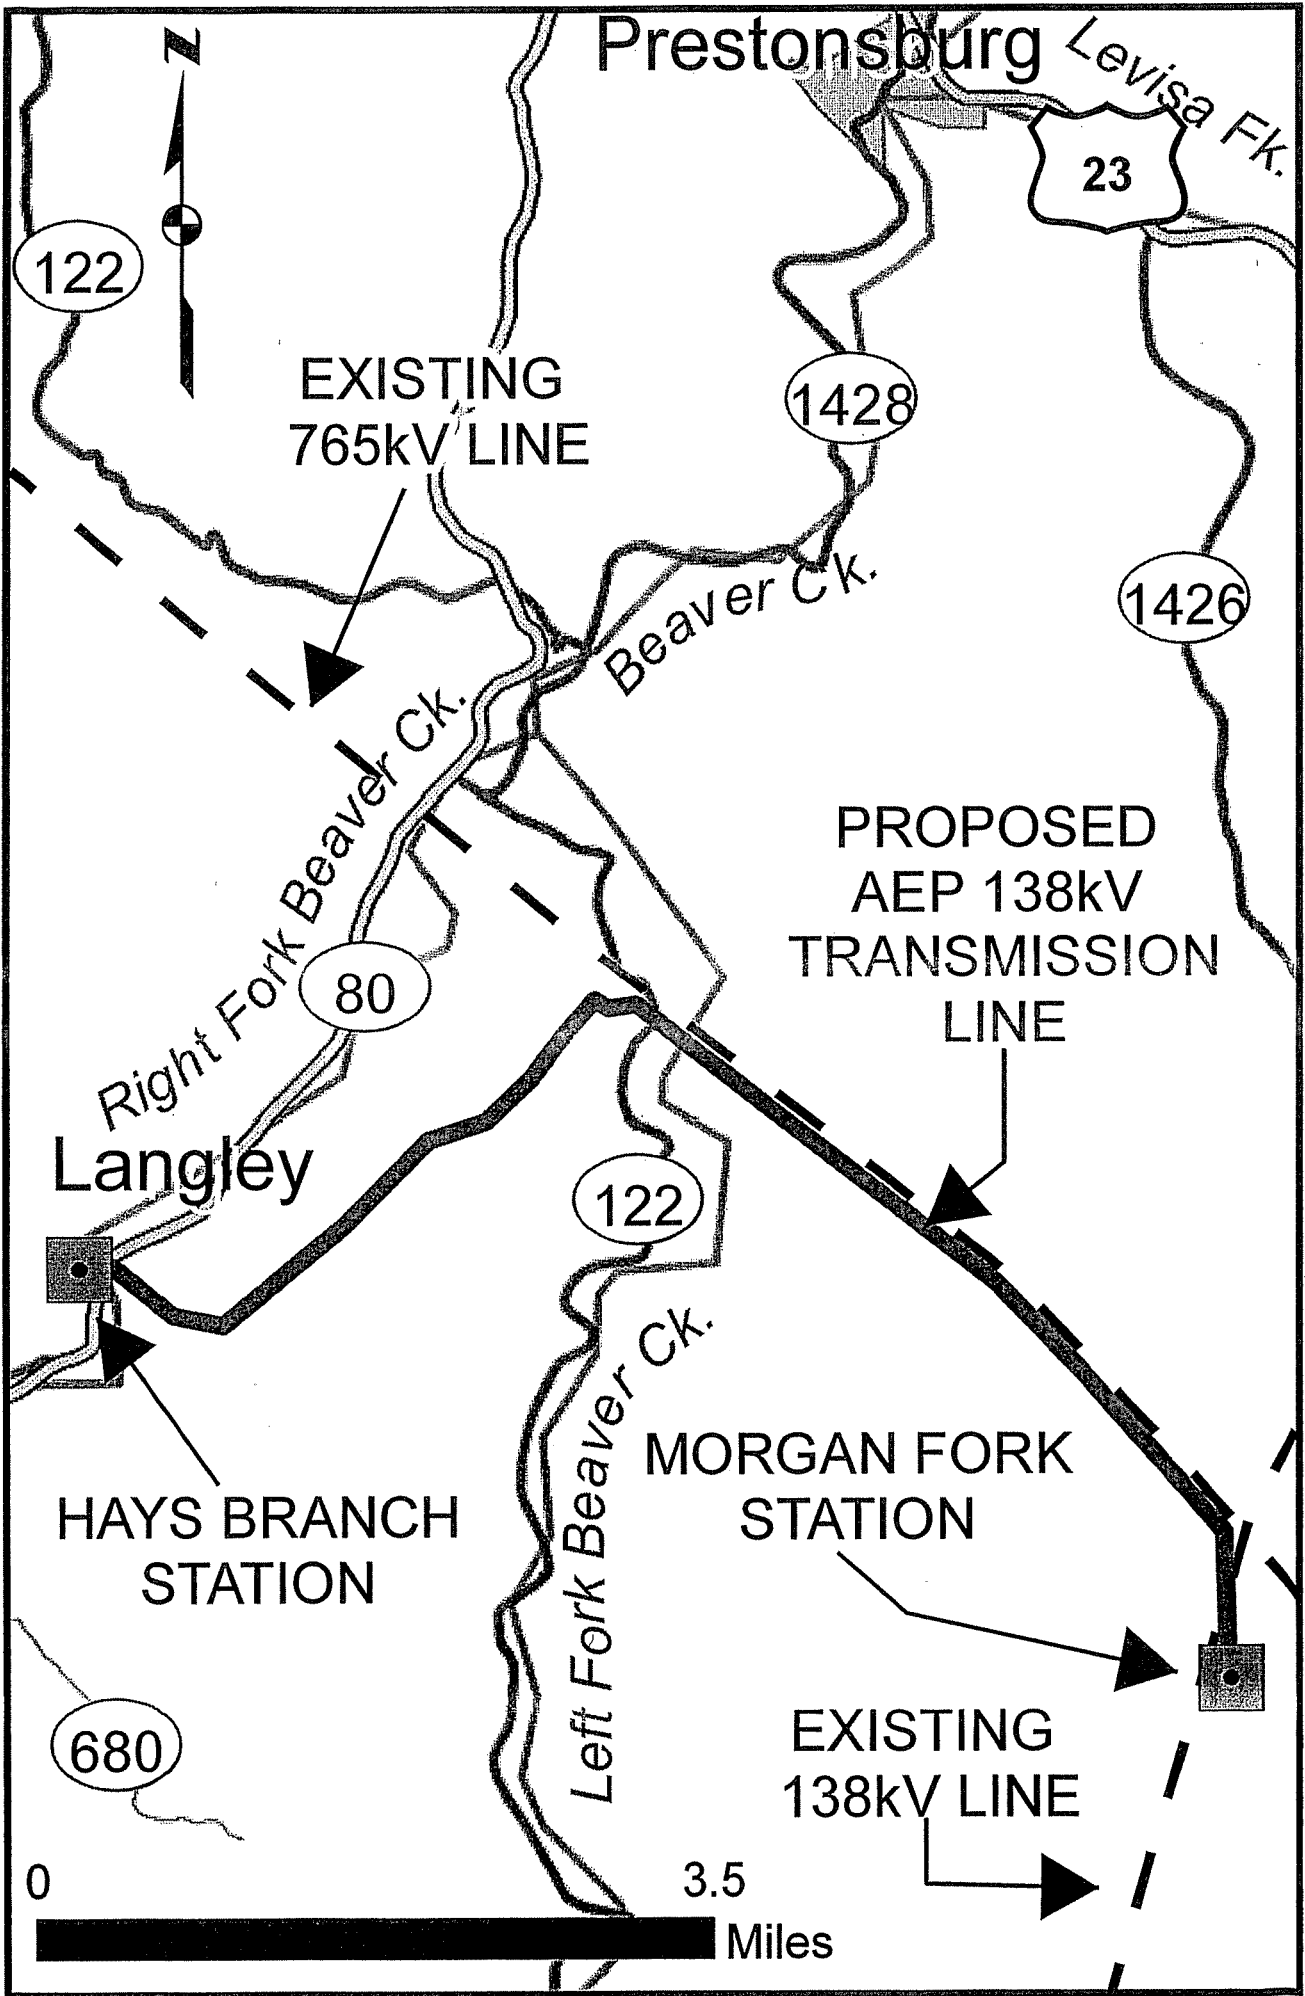 Prestonsburg
Levisa Fk.
N
23
122
EXISTING
765kV LINE
1428
1426
Beaver Ck.
Right Fork Beaver Ck.
PROPOSED
AEP 138kV
TRANSMISSION
LINE
80
Langley
122
Left Fork Beaver Ck.
MORGAN FORK
STATION
HAYS BRANCH
STATION
680
EXISTING
138kV LINE
0
3.5
Miles